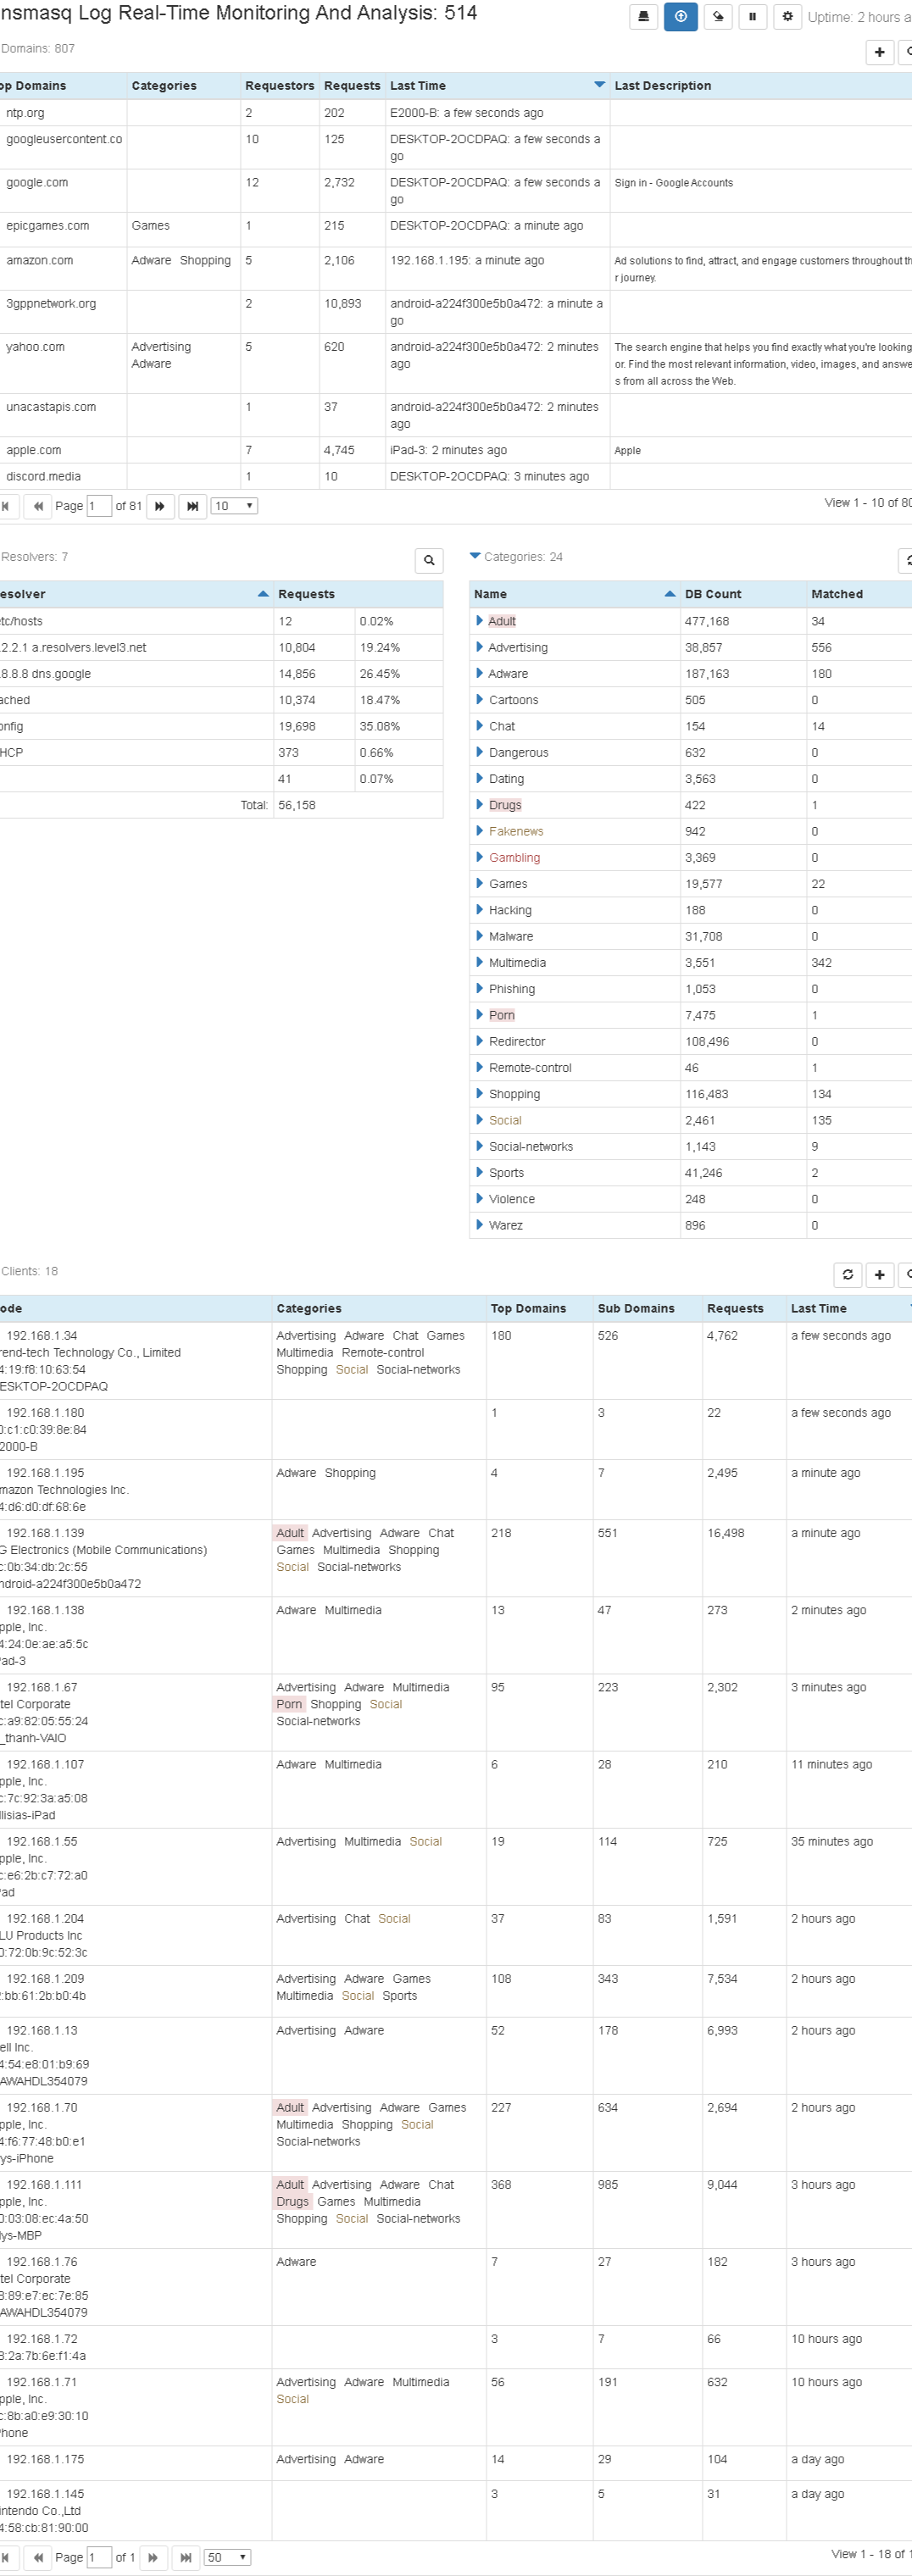 nsmasq Log Real-Time Monitoring And Analysis: 514
Uptime: 2 hours a
Domains: 807
op Domains Categories Requestors Requests Last Time Last Description
ntp.org 2 202 E2000-B: a few seconds ago
googleusercontent.co 10 125 DESKTOP-2OCDPAQ: a few seconds a
go
google.com 12 2,732 DESKTOP-2OCDPAQ: a few seconds a Sign in - Google Accounts
go
epicgames.com Games 1 215 DESKTOP-2OCDPAQ: a minute ago
amazon.com Adware Shopping 5 2,106 192.168.1.195: a minute ago Ad solutions to find, attract, and engage customers throughout th
r journey.
3gppnetwork.org 2 10,893 android-a224f300e5b0a472: a minute a
go
yahoo.com Advertising 5 620 android-a224f300e5b0a472: 2 minutes The search engine that helps you find exactly what you're looking
Adware ago or. Find the most relevant information, video, images, and answe
s from all across the Web.
unacastapis.com 1 37 android-a224f300e5b0a472: 2 minutes
ago
apple.com 7 4,745 iPad-3: 2 minutes ago Apple
discord.media 1 10 DESKTOP-2OCDPAQ: 3 minutes ago
Page 1 of 81 10 View 1 - 10 of 80
Resolvers: 7
esolver Requests
tc/hosts 12 0.02%
.2.2.1 a.resolvers.level3.net 10,804 19.24%
.8.8.8 dns.google 14,856 26.45%
ached 10,374 18.47%
onfig 19,698 35.08%
HCP 373 0.66%
41 0.07%
Total: 56,158
Categories: 24
Name DB Count Matched
Adult 477,168 34
Advertising 38,857 556
Adware 187,163 180
Cartoons 505 0
Chat 154 14
Dangerous 632 0
Dating 3,563 0
Drugs 422 1
Fakenews 942 0
Gambling 3,369 0
Games 19,577 22
Hacking 188 0
Malware 31,708 0
Multimedia 3,551 342
Phishing 1,053 0
Porn 7,475 1
Redirector 108,496 0
Remote-control 46 1
Shopping 116,483 134
Social 2,461 135
Social-networks 1,143 9
Sports 41,246 2
Violence 248 0
Warez 896 0
Clients: 18
ode Categories Top Domains Sub Domains Requests Last Time
192.168.1.34 Advertising Adware Chat Games 180 526 4,762 a few seconds ago
rend-tech Technology Co., Limited Multimedia Remote-control
4:19:f8:10:63:54 Shopping Social Social-networks
ESKTOP-2OCDPAQ
192.168.1.180 1 3 22 a few seconds ago
0:c1:c0:39:8e:84
2000-B
192.168.1.195 Adware Shopping 4 7 2,495 a minute ago
mazon Technologies Inc.
4:d6:d0:df:68:6e
192.168.1.139 Adult Advertising Adware Chat 218 551 16,498 a minute ago
G Electronics (Mobile Communications) Games Multimedia Shopping
c:0b:34:db:2c:55 Social Social-networks
ndroid-a224f300e5b0a472
192.168.1.138 Adware Multimedia 13 47 273 2 minutes ago
pple, Inc.
4:24:0e:ae:a5:5c
Pad-3
192.168.1.67 Advertising Adware Multimedia 95 223 2,302 3 minutes ago
tel Corporate Porn Shopping Social
c:a9:82:05:55:24 Social-networks
_thanh-VAIO
192.168.1.107 Adware Multimedia 6 28 210 11 minutes ago
pple, Inc.
c:7c:92:3a:a5:08
llisias-iPad
192.168.1.55 Advertising Multimedia Social 19 114 725 35 minutes ago
pple, Inc.
c:e6:2b:c7:72:a0
Pad
192.168.1.204 Advertising Chat Social 37 83 1,591 2 hours ago
LU Products Inc
0:72:0b:9c:52:3c
192.168.1.209 Advertising Adware Games 108 343 7,534 2 hours ago
:bb:61:2b:b0:4b Multimedia Social Sports
192.168.1.13 Advertising Adware 52 178 6,993 2 hours ago
ell Inc.
4:54:e8:01:b9:69
AWAHDL354079
192.168.1.70 Adult Advertising Adware Games 227 634 2,694 2 hours ago
pple, Inc. Multimedia Shopping Social
4:f6:77:48:b0:e1 Social-networks
ys-iPhone
192.168.1.111 Adult Advertising Adware Chat 368 985 9,044 3 hours ago
pple, Inc. Drugs Games Multimedia
0:03:08:ec:4a:50 Shopping Social Social-networks
lys-MBP
192.168.1.76 Adware 7 27 182 3 hours ago
tel Corporate
8:89:e7:ec:7e:85
AWAHDL354079
192.168.1.72 3 7 66 10 hours ago
8:2a:7b:6e:f1:4a
192.168.1.71 Advertising Adware Multimedia 56 191 632 10 hours ago
pple, Inc. Social
c:8b:a0:e9:30:10
Phone
192.168.1.175 Advertising Adware 14 29 104 a day ago
192.168.1.145 3 5 31 a day ago
intendo Co.,Ltd
4:58:cb:81:90:00
Page 1 of 1 50 View 1 - 18 of 1